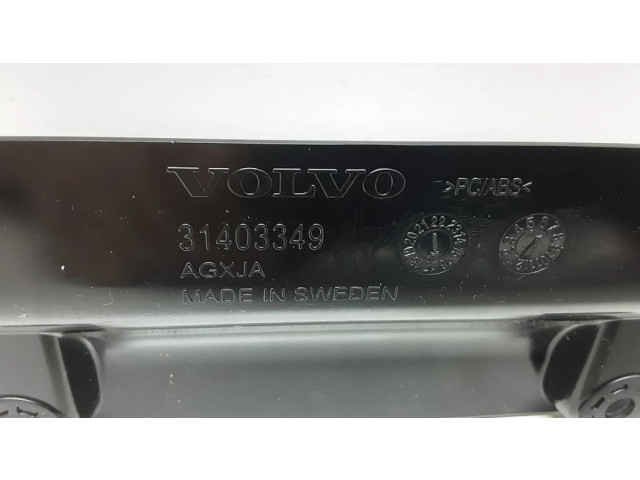 VOLVO
>PC/ABS<
31403349
AGXJA
MADE IN SWEDEN